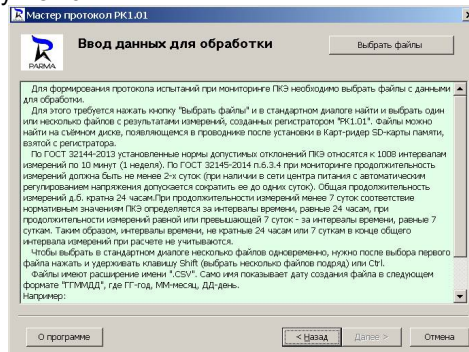 Мастер протокол РК1.01
PARMA
Ввод данных для обработки
Выбрать файлы
Для формирования протокола испытаний при мониторинге ПКЭ необходимо выбрать файлы с данными
для обработки.
Для этого требуется нажать кнопку "Выбрать файлы" и в стандартном диалоге найти и выбрать один
или несколько файлов с результатами измерений, созданных регистратором "РК1.01". Файлы можно
найти на съёмном диске, появляющемся в проводнике после установки в Карт-ридер SD-карты памяти,
взятой с регистратора.
По ГОСТ 32144-2013 установленные нормы допустимых отклонений ПКЭ относятся к 1008 интервалам
измерений по 10 минут (1 неделя). По ГОСТ 32145-2014 п.6.3.4 при мониторинге продолжительность
измерений должна быть не менее 2-х суток (при наличии в сети центра питания с автоматическим
регулированием напряжения допускается сократить ее до одних суток). Общая продолжительность
измерений д.б. кратна 24 часам.При продолжительности измерений менее 7 суток соответствие
нормативным значениям ПКЭ определяется за интервалы времени, равные 24 часам, при
продолжительности измерений равной или превышающей 7 суток - за интервалы времени, равные 7
суткам. Таким образом, интервалы времени, не кратные 24 часам или 7 суткам в конце общего
интервала измерений при расчете не учитываются.
Чтобы выбрать в стандартном диалоге несколько файлов одновременно, нужно после выбора первого
файла нажать и удерживать клавишу Shift (выбрать несколько файлов подряд) или Ctrl.
Файлы имеют расширение имени ".CSV". Само имя показывает дату создания файла в следующем
формате "ГГММДД", где ГГ-год, ММ-месяц, ДД-день.
Например:
О программе
< Назад
Далее >
Отмена